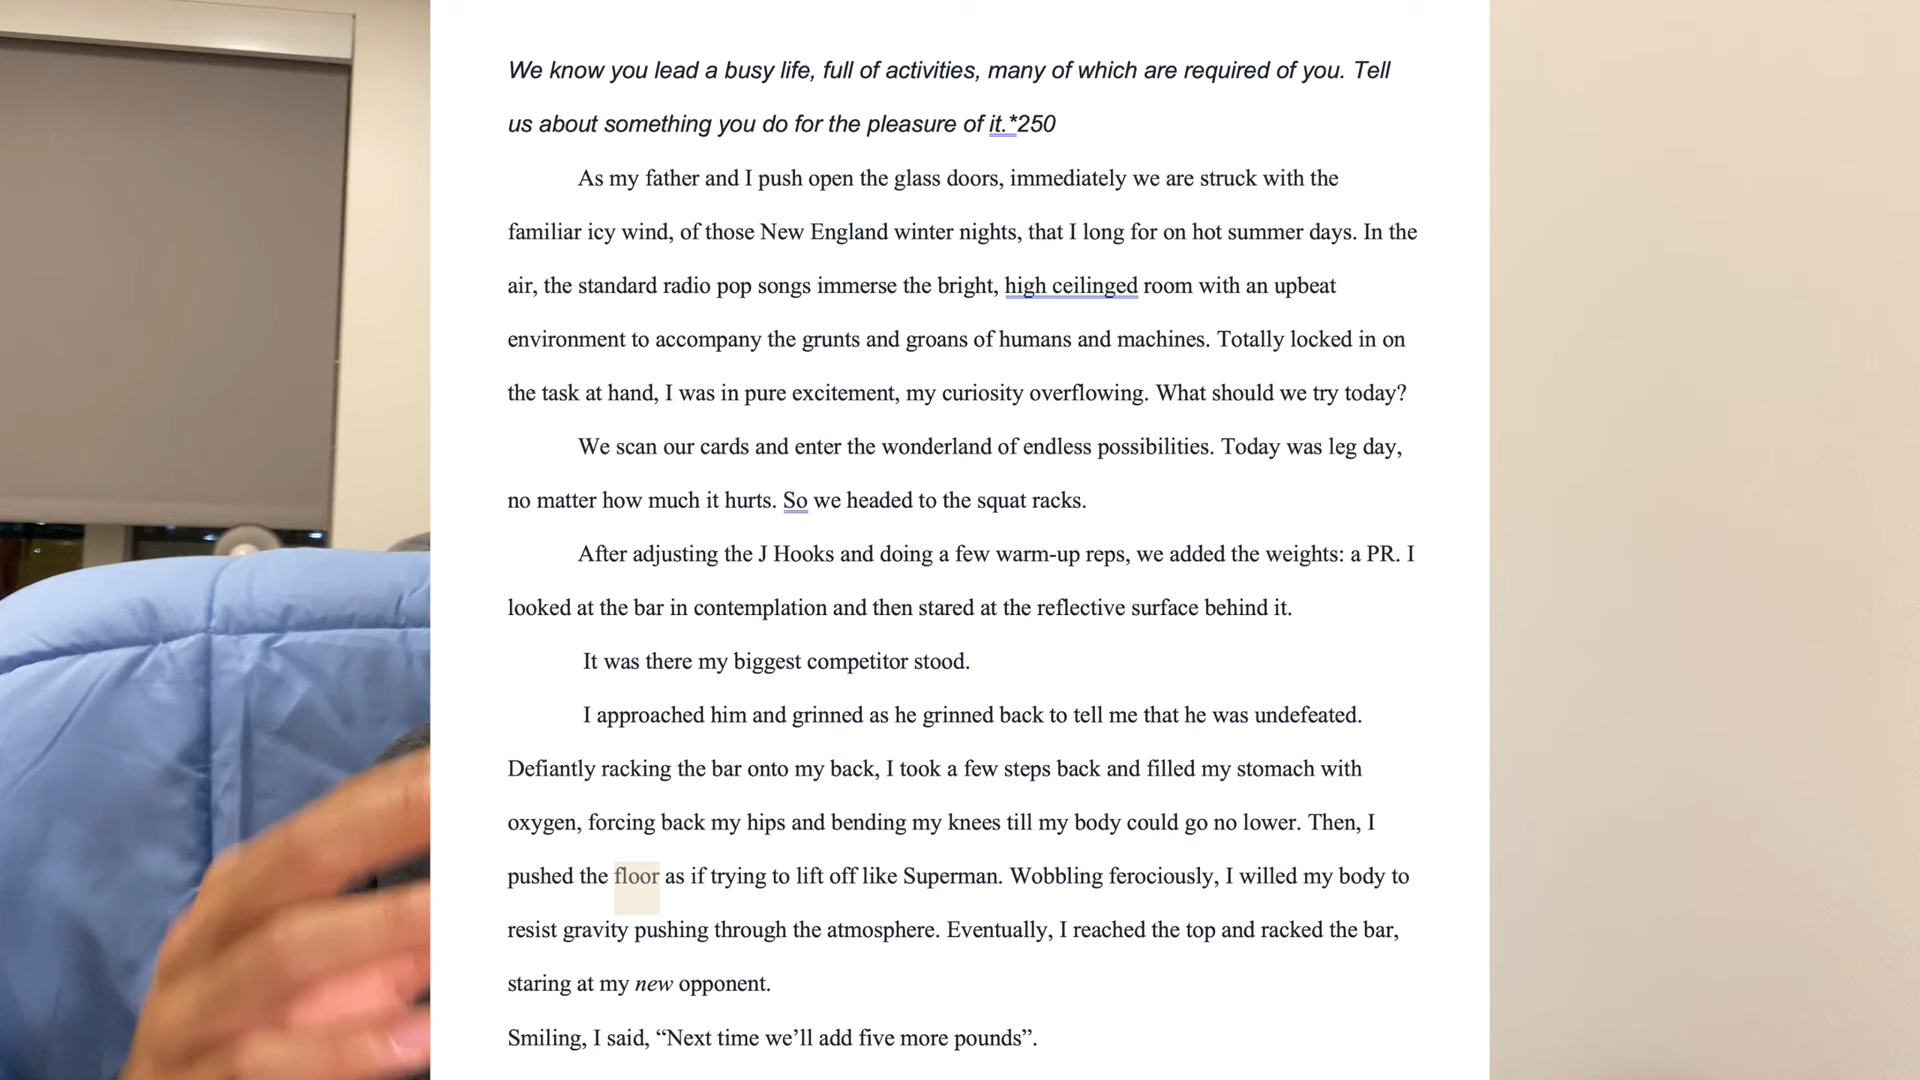 We know you lead a busy life, full of activities, many of which are required of you. Tell
us about something you do for the pleasure of it.*250
As my father and I push open the glass doors, immediately we are struck with the
familiar icy wind, of those New England winter nights, that I long for on hot summer days. In the
air, the standard radio pop songs immerse the bright, high ceilinged room with an upbeat
environment to accompany the grunts and groans of humans and machines. Totally locked in on
the task at hand, I was in pure excitement, my curiosity overflowing. What should we try today?
We scan our cards and enter the wonderland of endless possibilities. Today was leg day,
no matter how much it hurts. So we headed to the squat racks.
After adjusting the J Hooks and doing a few warm-up reps, we added the weights: a PR. I
looked at the bar in contemplation and then stared at the reflective surface behind it.
It was there my biggest competitor stood.
I approached him and grinned as he grinned back to tell me that he was undefeated.
Defiantly racking the bar onto my back, I took a few steps back and filled my stomach with
oxygen, forcing back my hips and bending my knees till my body could go no lower. Then, I
pushed the floor as if trying to lift off like Superman. Wobbling ferociously, I willed my body to
resist gravity pushing through the atmosphere. Eventually, I reached the top and racked the bar,
staring at my new opponent.
Smiling, I said, “Next time we’ll add five more pounds”.